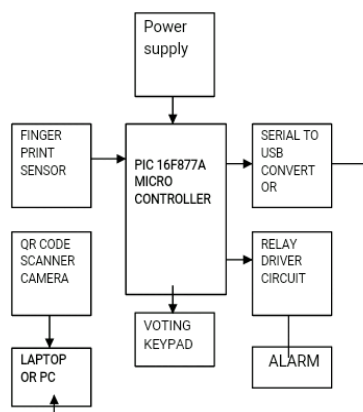 Power
supply
FINGER
PRINT
SENSOR
PIC 16F877A
MICRO
CONTROLLER
SERIAL TO
USB
CONVERT
OR
QR CODE
SCANNER
CAMERA
RELAY
DRIVER
CIRCUIT
VOTING
KEYPAD
LAPTOP
OR PC
ALARM